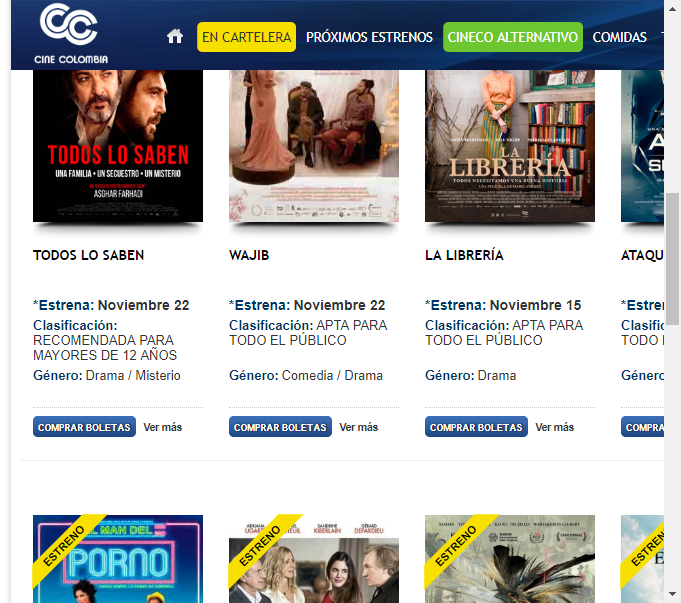 CINE COLOMBIA
EN CARTELERA
PRÓXIMOS ESTRENOS
CINECO ALTERNATIVO
COMIDAS
TODOS LO SABEN
UNA FAMILIA • UN SECUESTRO • UN MISTERIO
ASGHAR FARHADI
LA
LIBRERÍA
TODOS NECESITAMOS UNA BUENA HISTORIA
TODOS LO SABEN
WAJIB
LA LIBRERÍA
ATAQU
*Estrena: Noviembre 22
*Estrena: Noviembre 22
*Estrena: Noviembre 15
*Estre
Clasificación:
RECOMENDADA PARA
MAYORES DE 12 AÑOS
Clasificación: APTA PARA
TODO EL PÚBLICO
Clasificación: APTA PARA
TODO EL PÚBLICO
Clasific
TODO
Género: Drama / Misterio
Género: Comedia / Drama
Género: Drama
Género
COMPRAR BOLETAS Ver más
COMPRAR BOLETAS Ver más
COMPRAR BOLETAS Ver más
COMPRA
ESTRENO
EL MAN DEL
PORNO
ESTRENO
SANDRINE
KIBERLAIN
GÉRARD
DEPARDIEU
ESTRENO
ESTREN